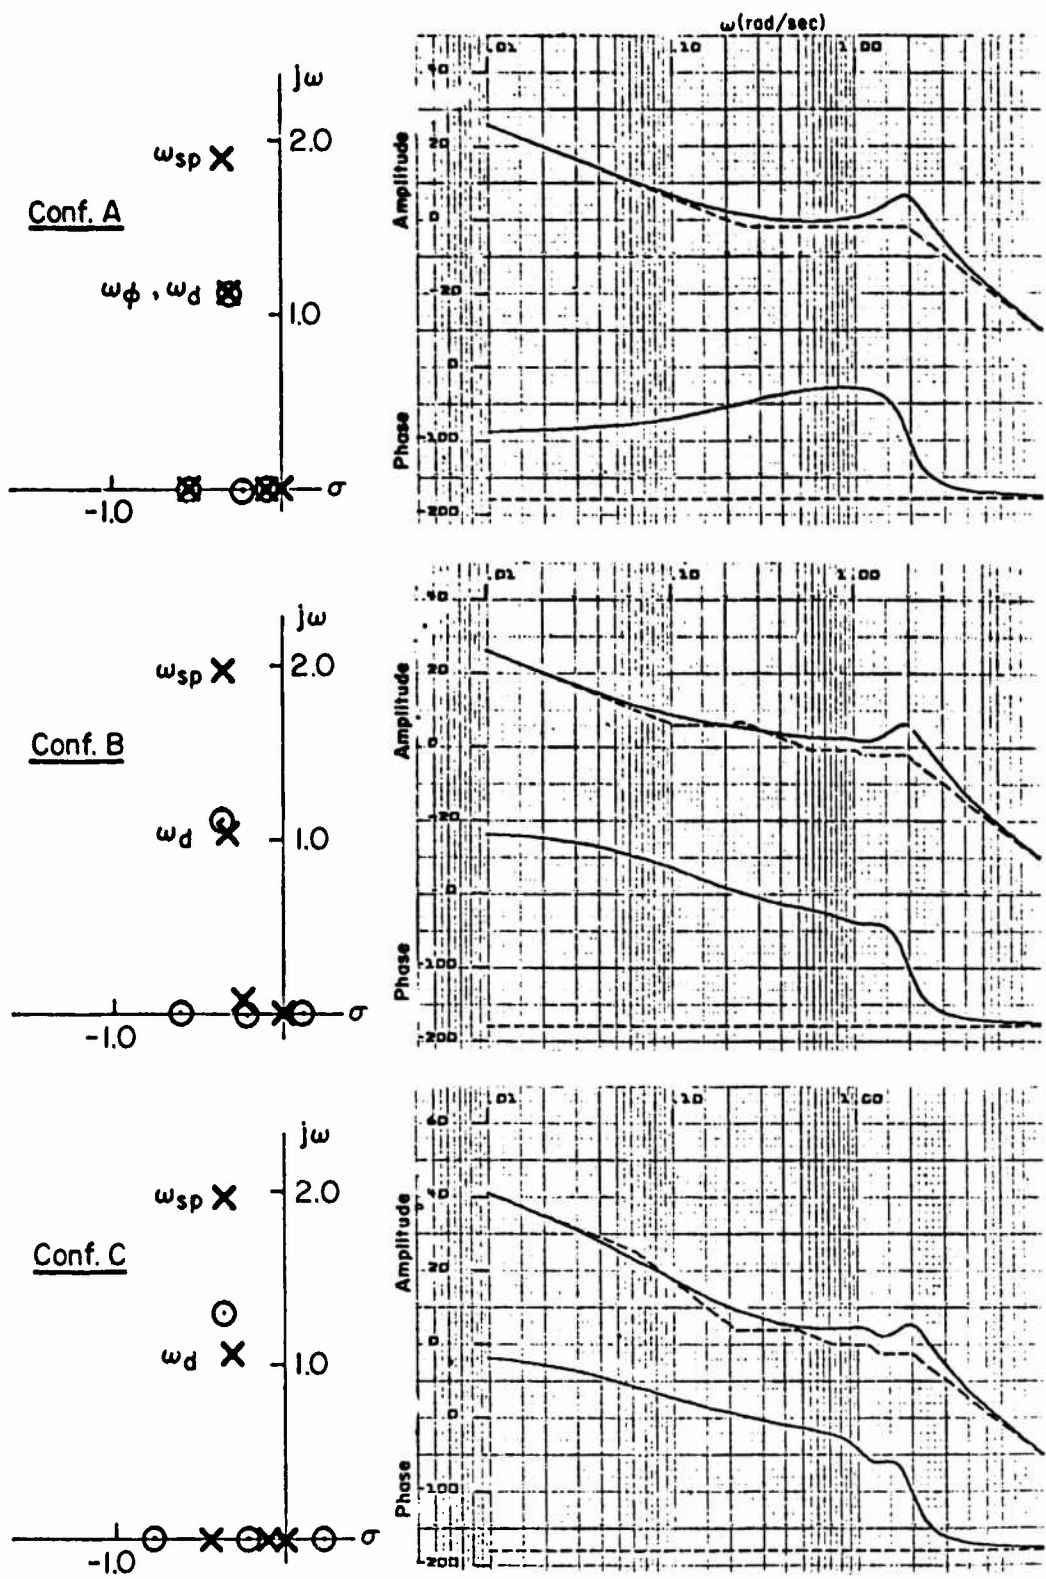 ω(rad/sec)
jω
.01
.10
1.00
40
2.0
ωsp
20
Amplitude
Conf. A
0
ωϕ , ωd
1.0
-20
0
Phase
-100
σ
-1.0
-200
.01
.10
1.00
jω
40
2.0
ωsp
20
Amplitude
Conf. B
0
ωd
1.0
-20
0
Phase
-100
σ
-1.0
-200
.01
.10
1.00
60
jω
2.0
ωsp
40
Amplitude
Conf. C
20
0
ωd
1.0
0
Phase
-100
σ
-1.0
-200